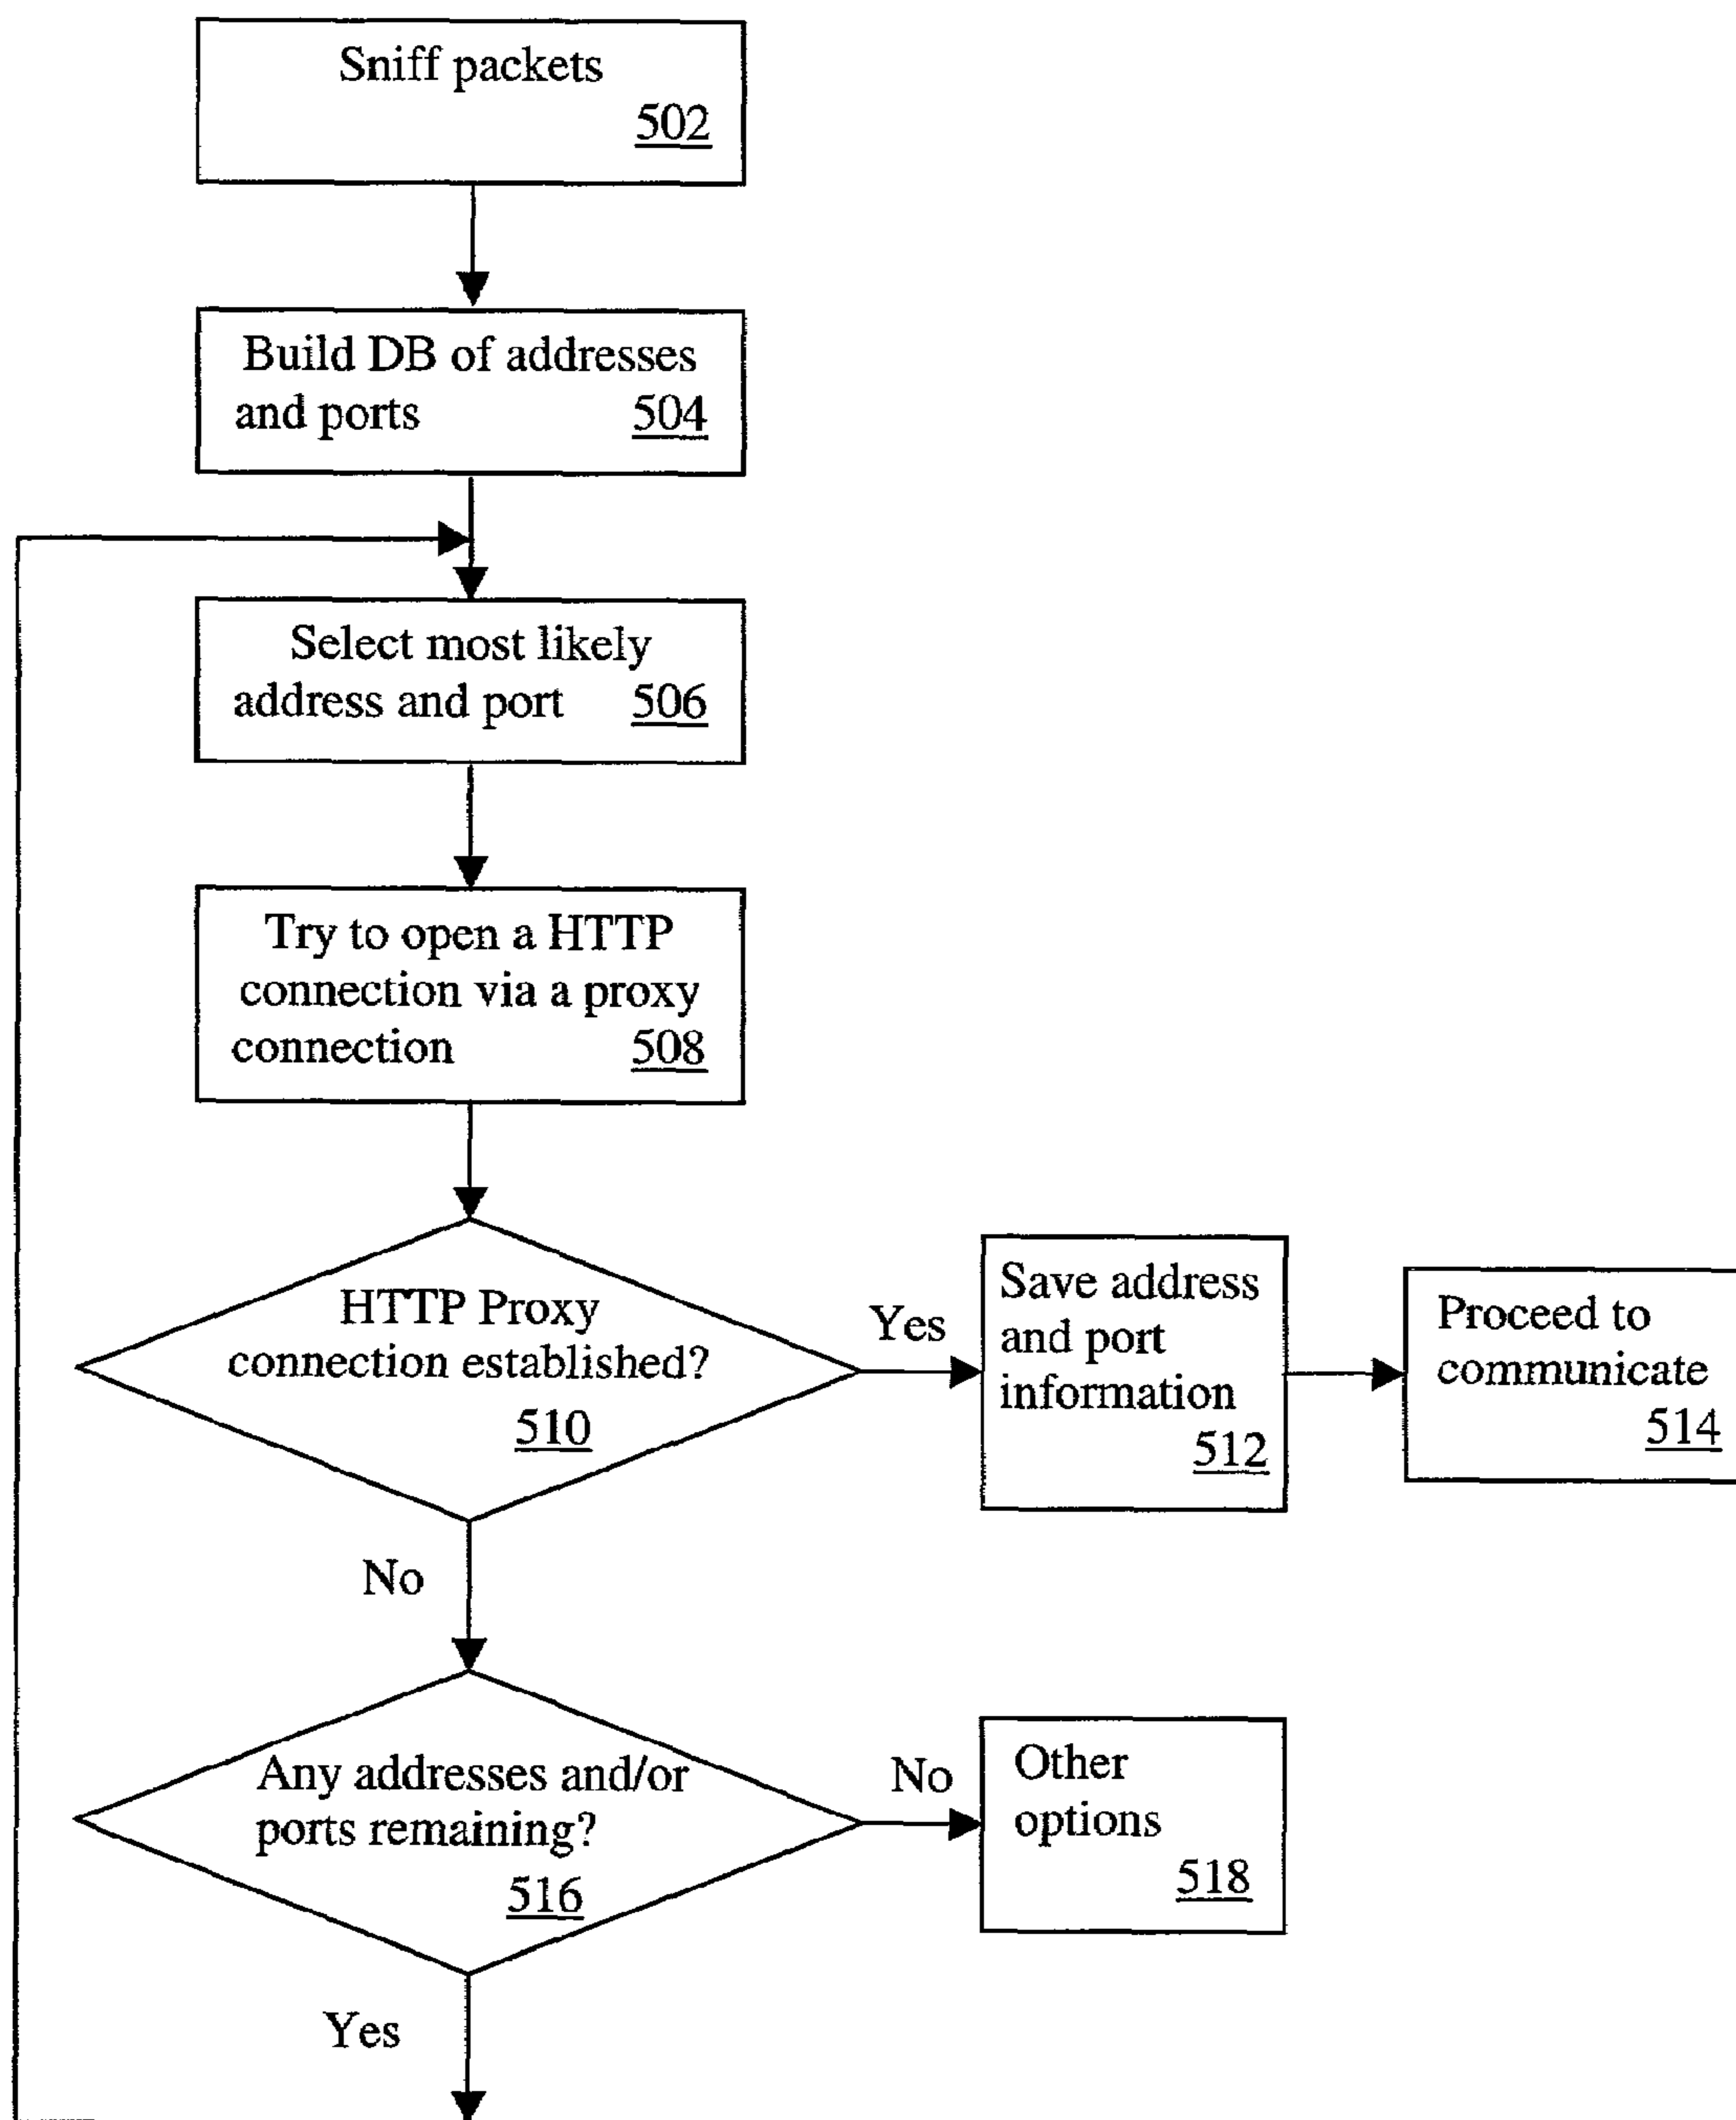 Sniff packets
502
Build DB of addresses
and ports 504
Select most likely
address and port 506
Try to open a HTTP
connection via a proxy
connection 508
HTTP Proxy
connection established?
510
Yes
Save address
and port
information
512
Proceed to
communicate
514
No
Any addresses and/or
ports remaining?
516
No
Other
options
518
Yes